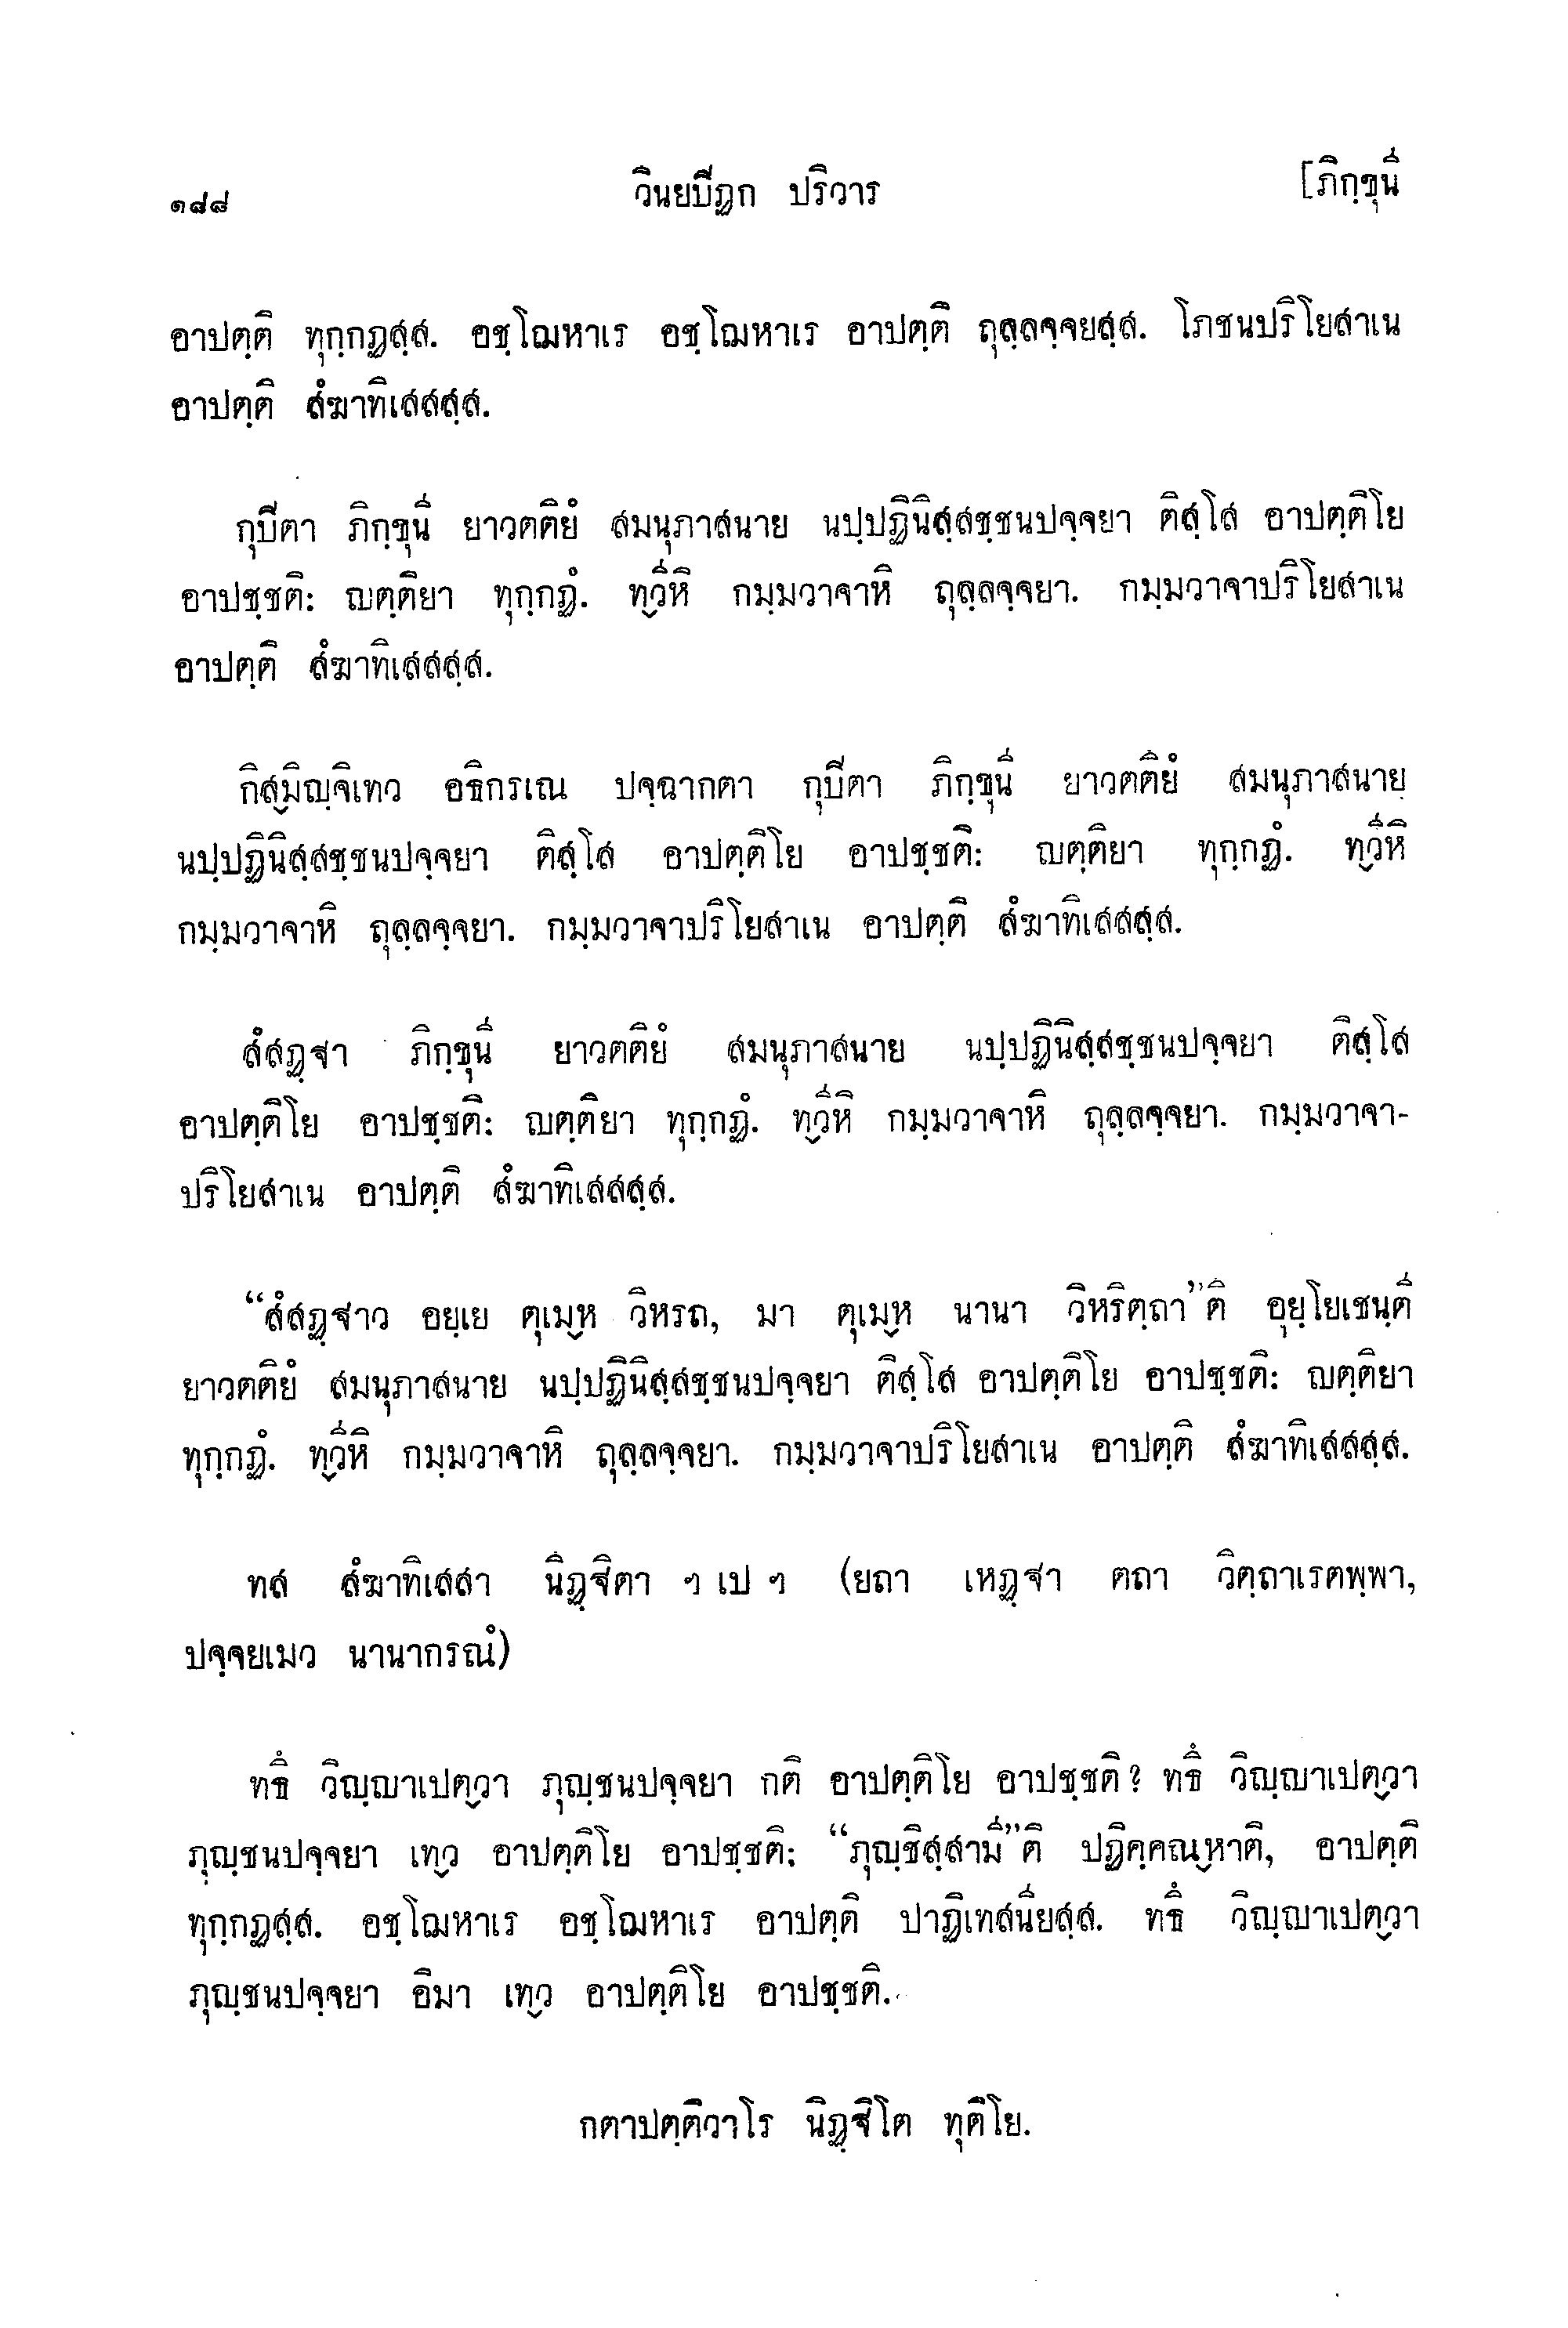 ๑๘๘ วินยปิฏก ปริวาร [ภิกฺขุนี
อาปตฺติ ทุกฺกฏสฺส. อชฺโฌหาเร อชฺโฌหาเร อาปตฺติ ถุลฺลจฺจยสฺส. โภชนปริโยสาเน
อาปตฺติ สํฆาทิเสสสฺส.
กุปิตา ภิกฺขุนี ยาวตติยํ สมนุภาสนาย นปฺปฏินิสฺสชฺชนปจฺจยา ติสฺโส อาปตฺติโย
อาปชฺชติ: ญตฺติยา ทุกฺกฏํ. ทฺวีหิ กมฺมวาจาหิ ถุลฺลจฺจยา. กมฺมวาจาปริโยสาเน
อาปตฺติ สํฆาทิเสสสฺส.
กิสฺมิญฺจิเทว อธิกรเณ ปจฺฉากตา กุปิตา ภิกฺขุนี ยาวตติยํ สมนุภาสนาย
นปฺปฏินิสฺสชฺชนปจฺจยา ติสฺโส อาปตฺติโย อาปชฺชติ: ญตฺติยา ทุกฺกฏํ. ทฺวีหิ
กมฺมวาจาหิ ถุลฺลจฺจยา. กมฺมวาจาปริโยสาเน อาปตฺติ สํฆาทิเสสสฺส.
สํสฏฺฐา ภิกฺขุนี ยาวตติยํ สมนุภาสนาย นปฺปฏินิสฺสชฺชนปจฺจยา ติสฺโส
อาปตฺติโย อาปชฺชติ: ญตฺติยา ทุกฺกฏํ. ทฺวีหิ กมฺมวาจาหิ ถุลฺลจฺจยา. กมฺมวาจา-
ปริโยสาเน อาปตฺติ สํฆาทิเสสสฺส.
“สํสฏฺฐาว อยฺเย ตุเมฺห วิหรถ, มา ตุเมฺห นานา วิหริตฺถา”ติ อุยฺโยเชนฺตี
ยาวตติยํ สมนุภาสนาย นปฺปฏินิสฺสชฺชนปจฺจยา ติสฺโส อาปตฺติโย อาปชฺชติ: ญตฺติยา
ทุกฺกฏํ. ทฺวีหิ กมฺมวาจาหิ ถุลฺลจฺจยา. กมฺมวาจาปริโยสาเน อาปตฺติ สํฆาทิเสสสฺส.
ทส สํฆาทิเสสา นิฏฺฐิตา ฯ เป ฯ (ยถา เหฏฺฐา ตถา วิตฺถาเรตพฺพา,
ปจฺจยเมว นานากรณํ)
ทธึ วิญฺญาเปตฺวา ภุญฺชนปจฺจยา กติ อาปตฺติโย อาปชฺชติ? ทธึ วิญฺญาเปตฺวา
ภุญฺชนปจฺจยา เทฺว อาปตฺติโย อาปชฺชติ; “ภุญฺชิสฺสามี”ติ ปฏิคฺคณฺหาติ, อาปตฺติ
ทุกฺกฏสฺส. อชฺโฌหาเร อชฺโฌหาเร อาปตฺติ ปาฏิเทสนียสฺส. ทธึ วิญฺญาเปตฺวา
ภุญฺชนปจฺจยา อิมา เทฺว อาปตฺติโย อาปชฺชติ.
กตาปตฺติวาโร นิฏฺฐิโต ทุติโย.